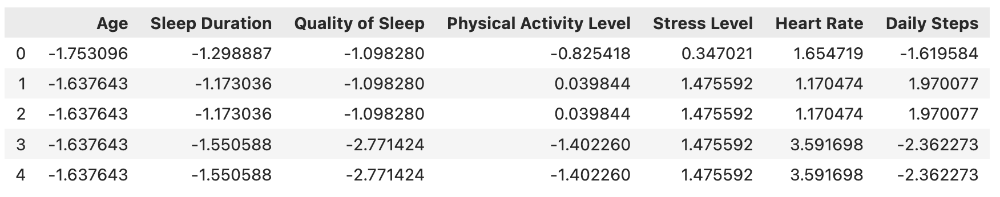 Age Sleep Duration Quality of Sleep Physical Activity Level Stress Level Heart Rate Daily Steps
0 -1.753096 -1.298887 -1.098280 -0.825418 0.347021 1.654719 -1.619584
1 -1.637643 -1.173036 -1.098280 0.039844 1.475592 1.170474 1.970077
2 -1.637643 -1.173036 -1.098280 0.039844 1.475592 1.170474 1.970077
3 -1.637643 -1.550588 -2.771424 -1.402260 1.475592 3.591698 -2.362273
4 -1.637643 -1.550588 -2.771424 -1.402260 1.475592 3.591698 -2.362273